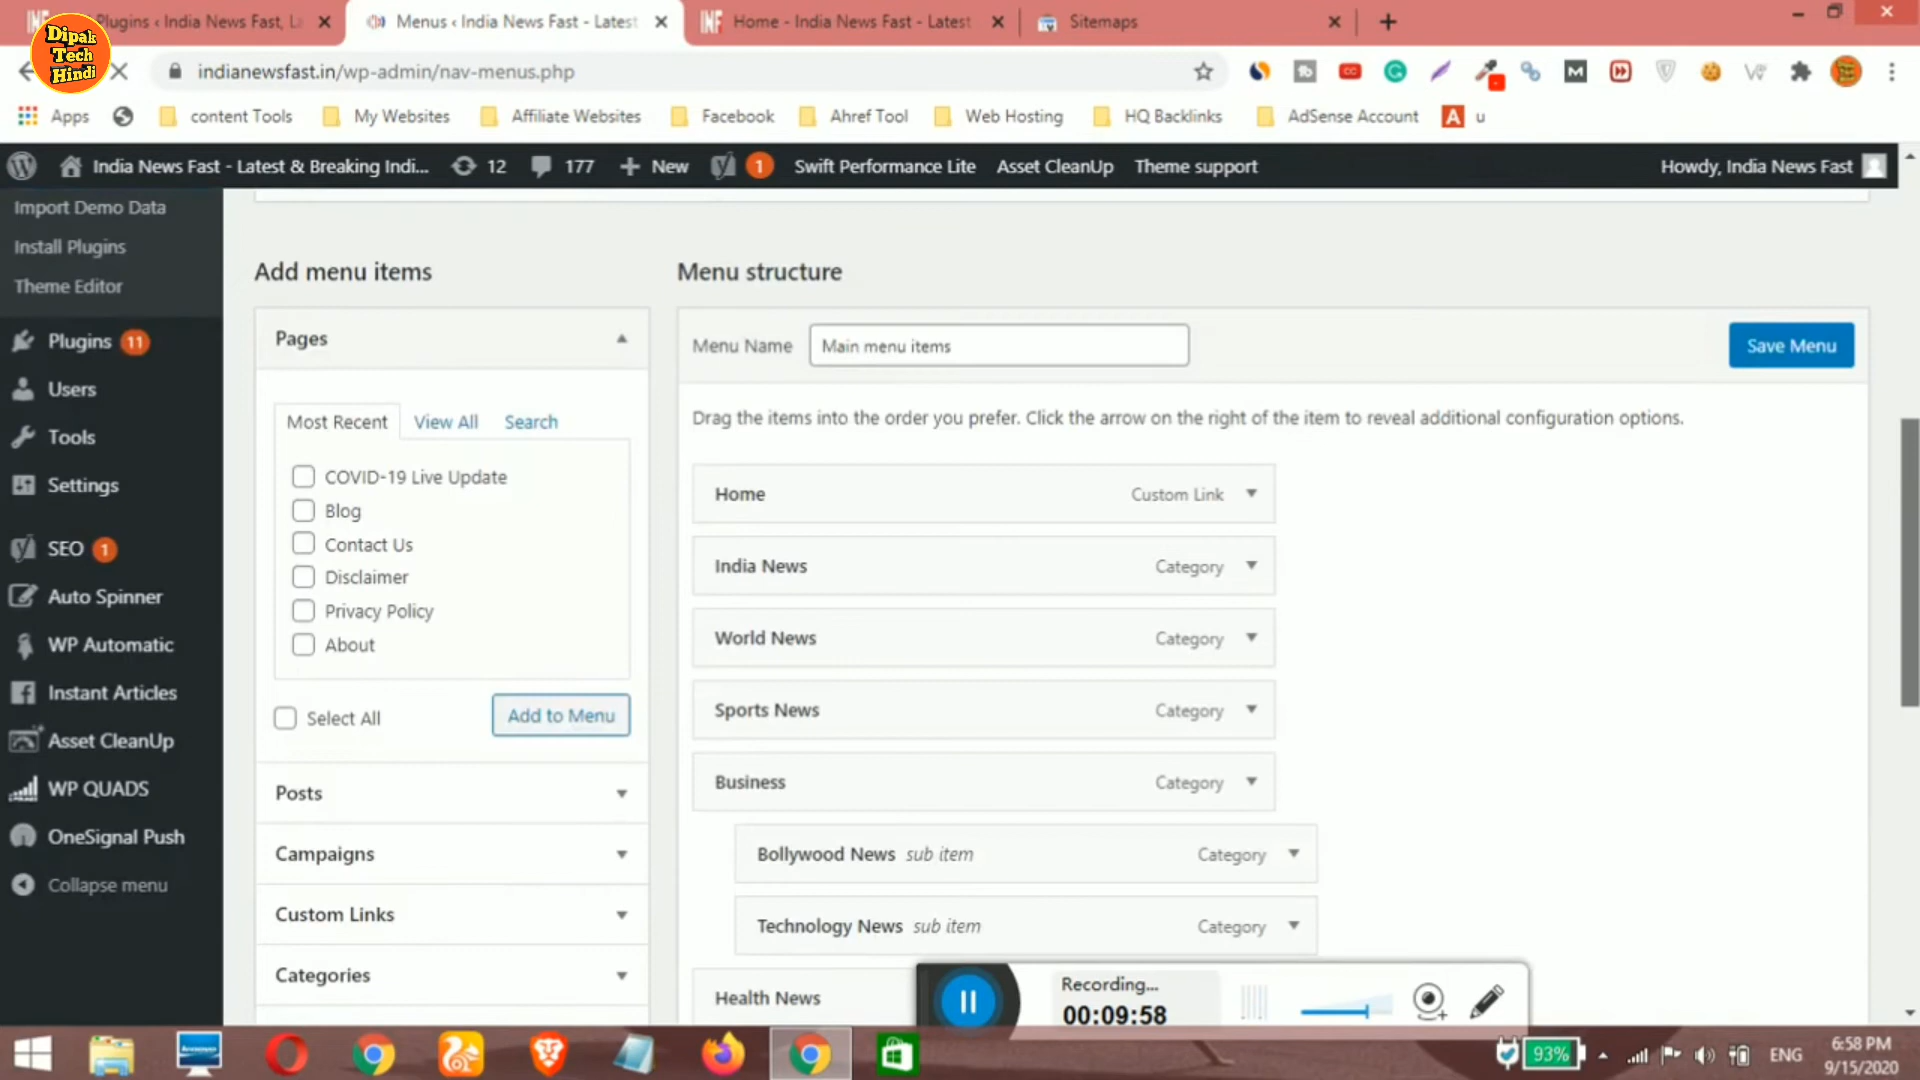 Plugins ‹ India News Fast, La
Menus ‹ India News Fast - Latest
Home - India News Fast - Latest
Sitemaps
Dipak
Tech
Hindi
indianewsfast.in/wp-admin/nav-menus.php
Apps
content Tools
My Websites
Affiliate Websites
Facebook
Ahref Tool
Web Hosting
HQ Backlinks
AdSense Account
u
India News Fast - Latest & Breaking Indi...
12
177
New
1
Swift Performance Lite
Asset CleanUp
Theme support
Howdy, India News Fast
Import Demo Data
Install Plugins
Theme Editor
Plugins 11
Users
Tools
Settings
SEO 1
Auto Spinner
WP Automatic
Instant Articles
Asset CleanUp
WP QUADS
OneSignal Push
Collapse menu
Add menu items
Pages
Most Recent View All Search
COVID-19 Live Update
Blog
Contact Us
Disclaimer
Privacy Policy
About
Select All
Add to Menu
Posts
Campaigns
Custom Links
Categories
Menu structure
Menu Name Main menu items
Save Menu
Drag the items into the order you prefer. Click the arrow on the right of the item to reveal additional configuration options.
Home Custom Link
India News Category
World News Category
Sports News Category
Business Category
Bollywood News sub item Category
Technology News sub item Category
Health News
Recording...
00:09:58
93%
ENG
6:58 PM
9/15/2020